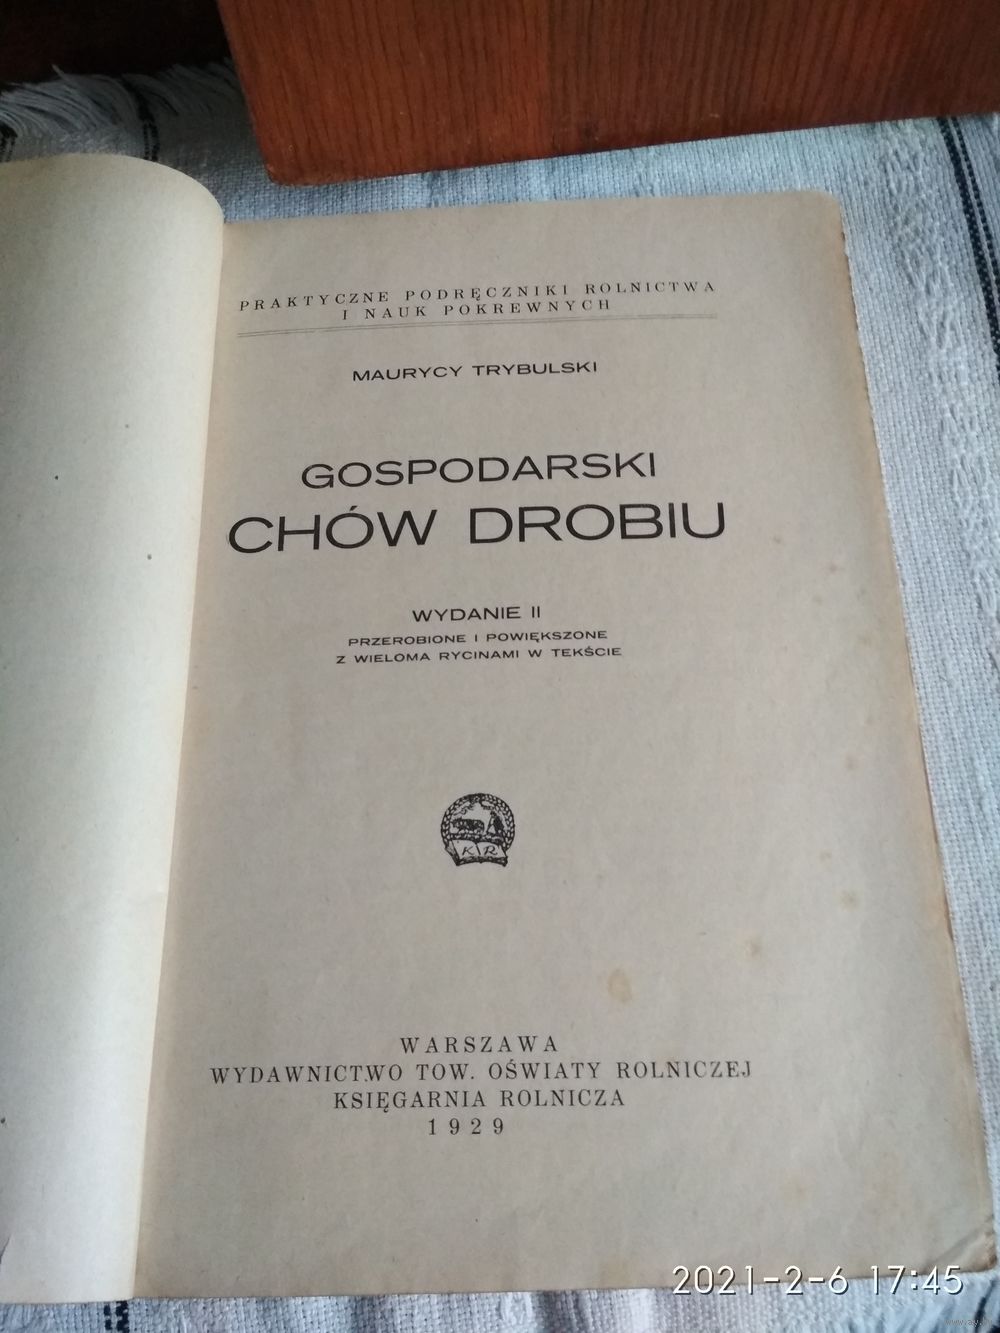 PRAKTYCZNE PODRĘCZNIKI ROLNICTWA
I NAUK POKREWNYCH
MAURYCY TRYBULSKI
GOSPODARSKI
CHÓW DROBIU
WYDANIE II
PRZEROBIONE I POWIĘKSZONE
Z WIELOMA RYCINAMI W TEKŚCIE
K R
WARSZAWA
WYDAWNICTWO TOW. OŚWIATY ROLNICZEJ
KSIĘGARNIA ROLNICZA
1929
2021-2-6 17:45